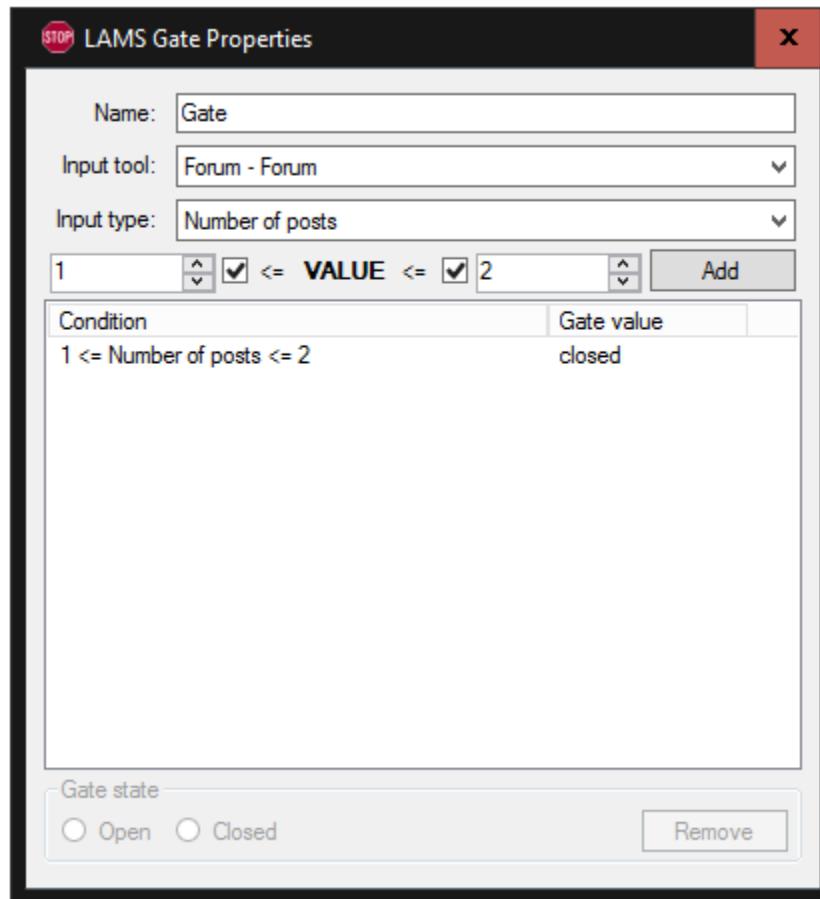 STOP LAMS Gate Properties x
Name: Gate
Input tool: Forum - Forum
Input type: Number of posts
1 <= VALUE <= 2 Add
Condition Gate value
1 <= Number of posts <= 2 closed
Gate state
Open Closed Remove